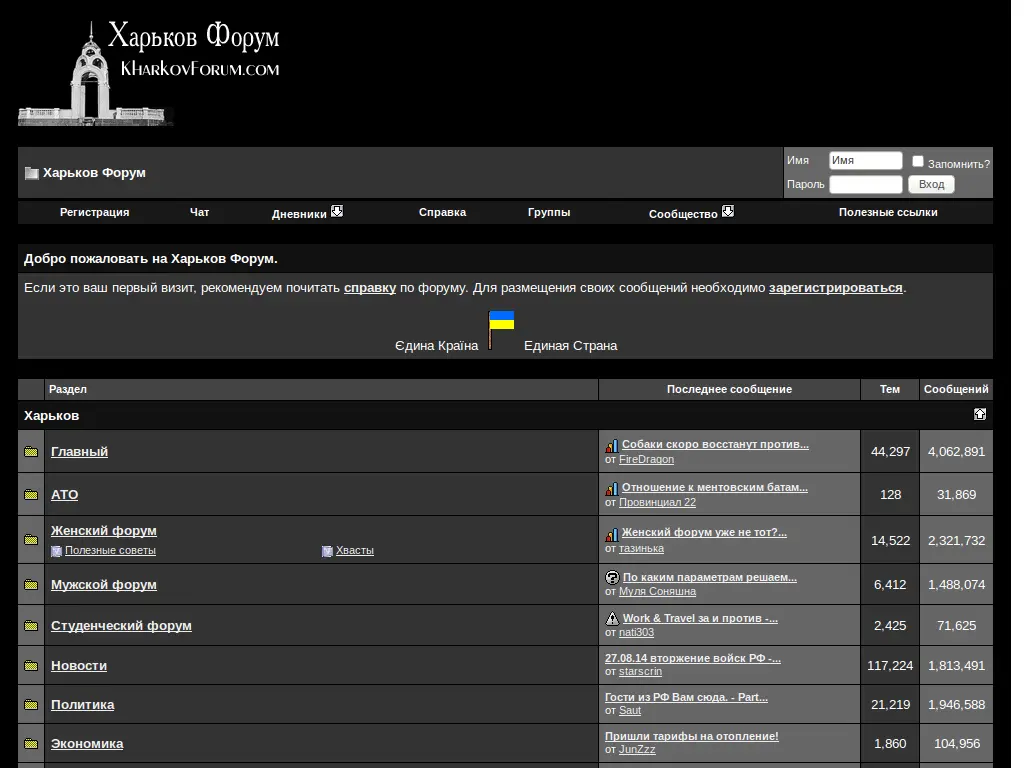 Харьков Форум
KharkovForum.com
Харьков Форум
Имя Имя Запомнить?
Пароль Вход
Регистрация Чат Дневники Справка Группы Сообщество Полезные ссылки
Добро пожаловать на Харьков Форум.
Если это ваш первый визит, рекомендуем почитать справку по форуму. Для размещения своих сообщений необходимо зарегистрироваться.
Єдина Країна Единая Страна
Раздел Последнее сообщение Тем Сообщений
Харьков
Главный Собаки скоро восстанут против... 44,297 4,062,891
от FireDragon
АТО Отношение к ментовским батам... 128 31,869
от Провинциал 22
Женский форум Женский форум уже не тот?... 14,522 2,321,732
Полезные советы Хвасты от тазинька
Мужской форум По каким параметрам решаем... 6,412 1,488,074
от Муля Соняшна
Студенческий форум Work & Travel за и против -... 2,425 71,625
от nati303
Новости 27.08.14 вторжение войск РФ -... 117,224 1,813,491
от starscrin
Политика Гости из РФ Вам сюда. - Part... 21,219 1,946,588
от Saut
Экономика Пришли тарифы на отопление! 1,860 104,956
от JunZzz